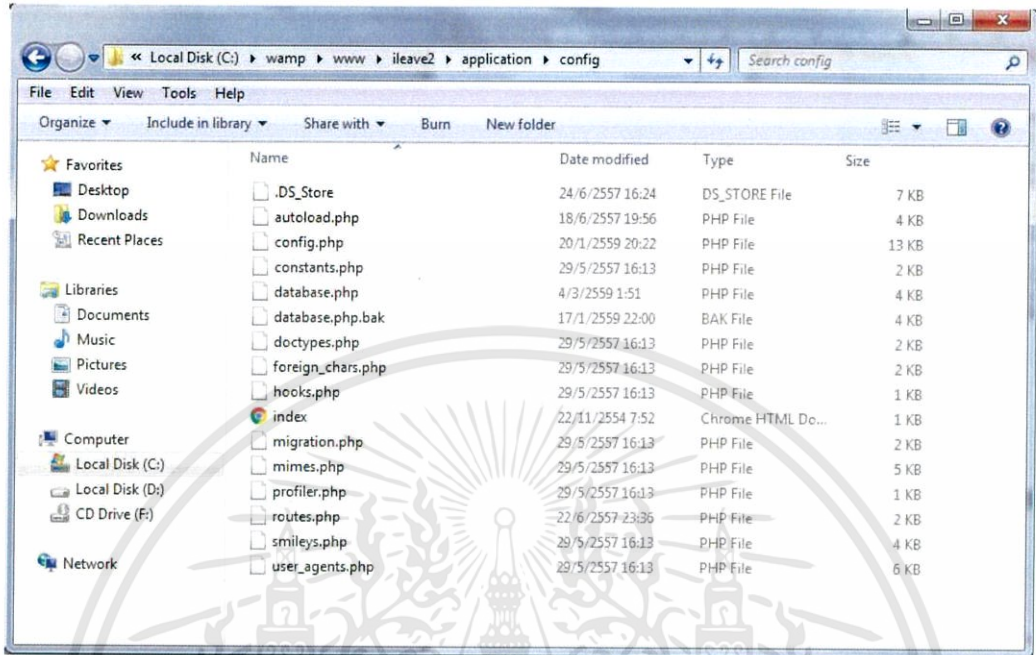 « Local Disk (C:) ▸ wamp ▸ www ▸ ileave2 ▸ application ▸ config
Search config
File Edit View Tools Help
Organize Include in library Share with Burn New folder
Favorites
Desktop
Downloads
Recent Places
Libraries
Documents
Music
Pictures
Videos
Computer
Local Disk (C:)
Local Disk (D:)
CD Drive (F:)
Network
Name Date modified Type Size
.DS_Store 24/6/2557 16:24 DS_STORE File 7 KB
autoload.php 18/6/2557 19:56 PHP File 4 KB
config.php 20/1/2559 20:22 PHP File 13 KB
constants.php 29/5/2557 16:13 PHP File 2 KB
database.php 4/3/2559 1:51 PHP File 4 KB
database.php.bak 17/1/2559 22:00 BAK File 4 KB
doctypes.php 29/5/2557 16:13 PHP File 2 KB
foreign_chars.php 29/5/2557 16:13 PHP File 2 KB
hooks.php 29/5/2557 16:13 PHP File 1 KB
index 22/11/2554 7:52 Chrome HTML Do... 1 KB
migration.php 29/5/2557 16:13 PHP File 2 KB
mimes.php 29/5/2557 16:13 PHP File 5 KB
profiler.php 29/5/2557 16:13 PHP File 1 KB
routes.php 22/6/2557 23:36 PHP File 2 KB
smileys.php 29/5/2557 16:13 PHP File 4 KB
user_agents.php 29/5/2557 16:13 PHP File 6 KB